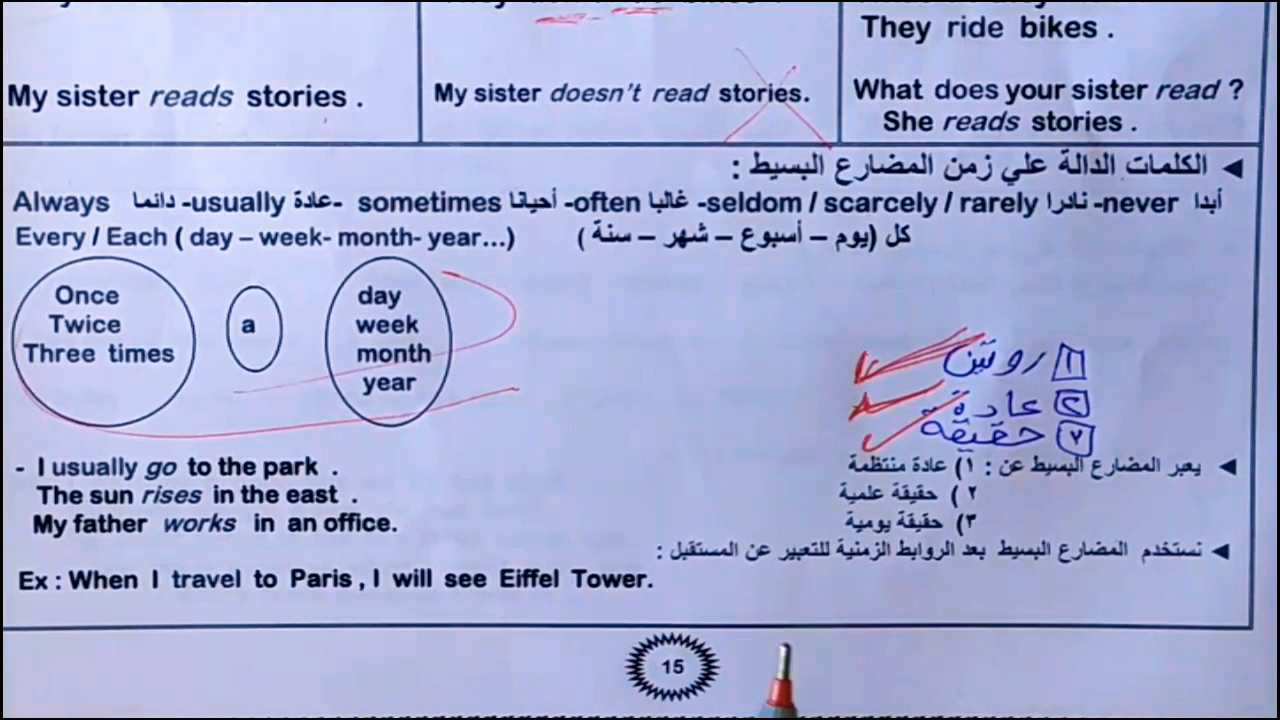 They ride bikes .
My sister reads stories .
My sister doesn't read stories.
What does your sister read ?
She reads stories .
◄ الكلمات الدالة علي زمن المضارع البسيط :
Always دائما -usually عادة- sometimes أحيانا -often غالبا -seldom / scarcely / rarely نادرا -never أبدا
Every / Each ( day – week- month- year...) كل (يوم – أسبوع – شهر – سنة )
Once
Twice
Three times
a
day
week
month
year
١ روتين
٢ عادة
٣ حقيقة
- I usually go to the park .
The sun rises in the east .
My father works in an office.
◄ يعبر المضارع البسيط عن : ١) عادة منتظمة
٢ ) حقيقة علمية
٣) حقيقة يومية
◄ نستخدم المضارع البسيط بعد الروابط الزمنية للتعبير عن المستقبل :
Ex : When I travel to Paris , I will see Eiffel Tower.
15